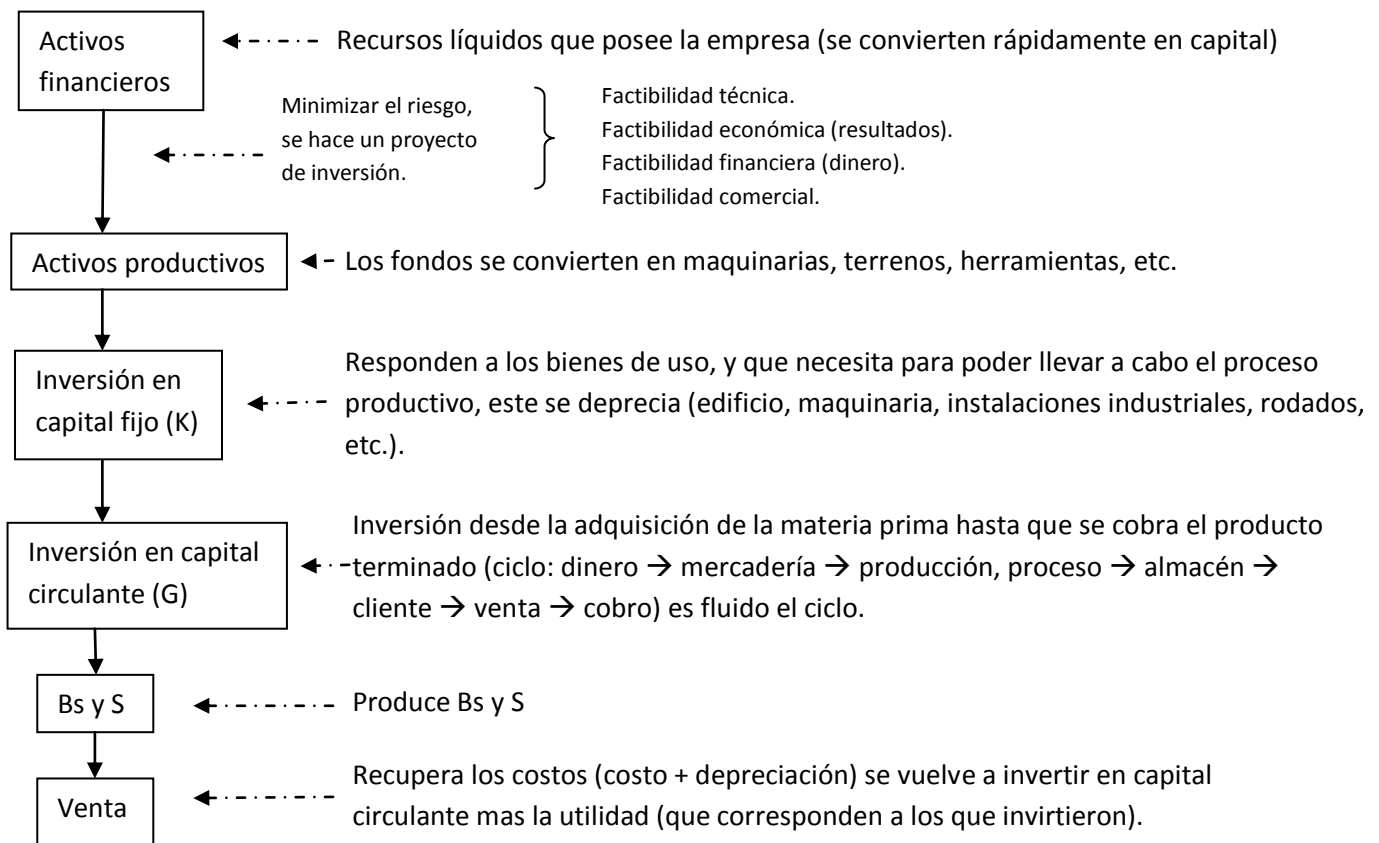 Activos
financieros
Recursos líquidos que posee la empresa (se convierten rápidamente en capital)
Minimizar el riesgo,
se hace un proyecto
de inversión.
Factibilidad técnica.
Factibilidad económica (resultados).
Factibilidad financiera (dinero).
Factibilidad comercial.
Activos productivos
Los fondos se convierten en maquinarias, terrenos, herramientas, etc.
Inversión en
capital fijo (K)
Responden a los bienes de uso, y que necesita para poder llevar a cabo el proceso
productivo, este se deprecia (edificio, maquinaria, instalaciones industriales, rodados,
etc.).
Inversión en capital
circulante (G)
Inversión desde la adquisición de la materia prima hasta que se cobra el producto
terminado (ciclo: dinero → mercadería → producción, proceso → almacén →
cliente → venta → cobro) es fluido el ciclo.
Bs y S
Produce Bs y S
Venta
Recupera los costos (costo + depreciación) se vuelve a invertir en capital
circulante mas la utilidad (que corresponden a los que invirtieron).